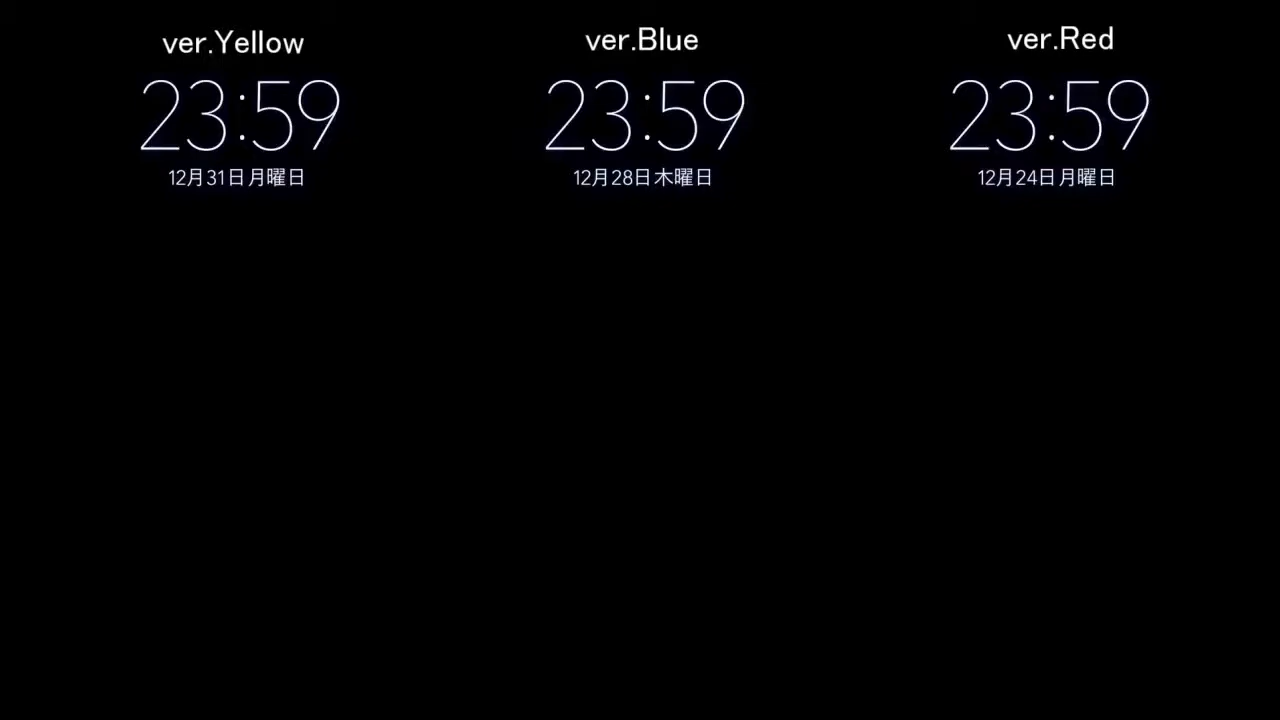 ver.Yellow
23:59
12月31日 月曜日
ver.Blue
23:59
12月28日 木曜日
ver.Red
23:59
12月24日 月曜日